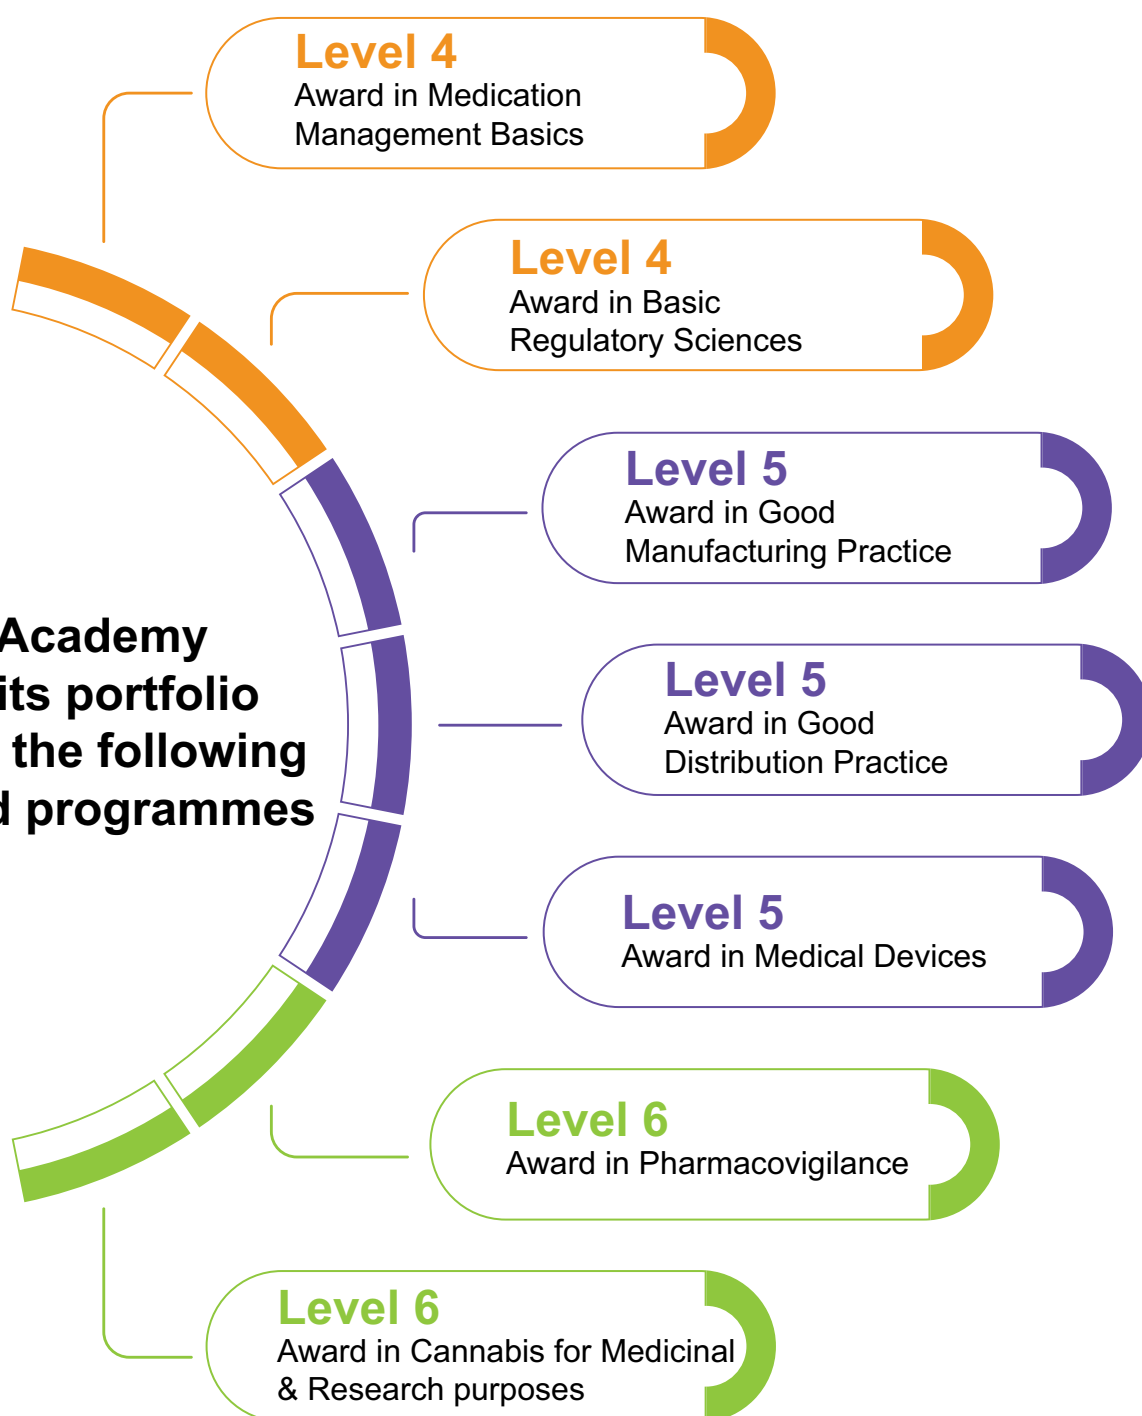 Level 4
Award in Medication
Management Basics
Level 4
Award in Basic
Regulatory Sciences
Level 5
Award in Good
Manufacturing Practice
Academy
its portfolio
the following
programmes
Level 5
Award in Good
Distribution Practice
Level 5
Award in Medical Devices
Level 6
Award in Pharmacovigilance
Level 6
Award in Cannabis for Medicinal
& Research purposes